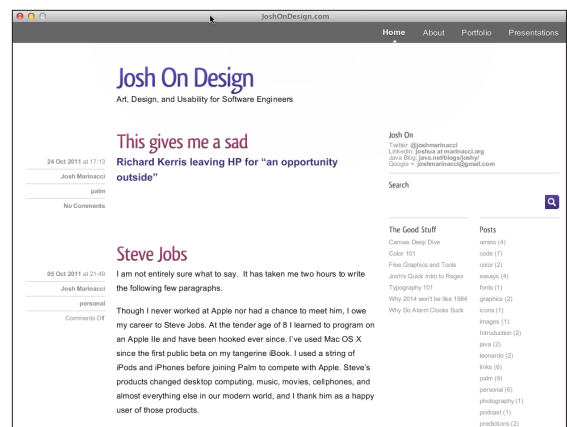 JoshOnDesign.com
Home About Portfolio Presentations
Josh On Design
Art, Design, and Usability for Software Engineers
24 Oct 2011 at 17:13
Josh Marinacci
palm
No Comments
This gives me a sad
Richard Kerris leaving HP for “an opportunity
outside”
05 Oct 2011 at 21:49
Josh Marinacci
personal
Comments Off
Steve Jobs
I am not entirely sure what to say. It has taken me two hours to write
the following few paragraphs.
Though I never worked at Apple nor had a chance to meet him, I owe
my career to Steve Jobs. At the tender age of 8 I learned to program on
an Apple IIe and have been hooked ever since. I’ve used Mac OS X
since the first public beta on my tangerine iBook. I used a string of
iPods and iPhones before joining Palm to compete with Apple. Steve’s
products changed desktop computing, music, movies, cellphones, and
almost everything else in our modern world, and I thank him as a happy
user of those products.
Josh On
Twitter: @joshmarinacci
LinkedIn: joshua at marinacci.org
Java Blog: java.net/blogs/joshy/
Google +: joshmarinacci@gmail.com
Search
The Good Stuff
Canvas Deep Dive
Color 101
Free Graphics and Tools
Josh's Quick Intro to Regex
Typography 101
Why 2014 won't be like 1984
Why Do Alarm Clocks Suck
Posts
amino (4)
code (7)
color (2)
essays (4)
fonts (1)
graphics (2)
icons (1)
images (1)
Introduction (2)
java (2)
leonardo (2)
links (6)
palm (9)
personal (6)
photography (1)
podcast (1)
predictions (2)